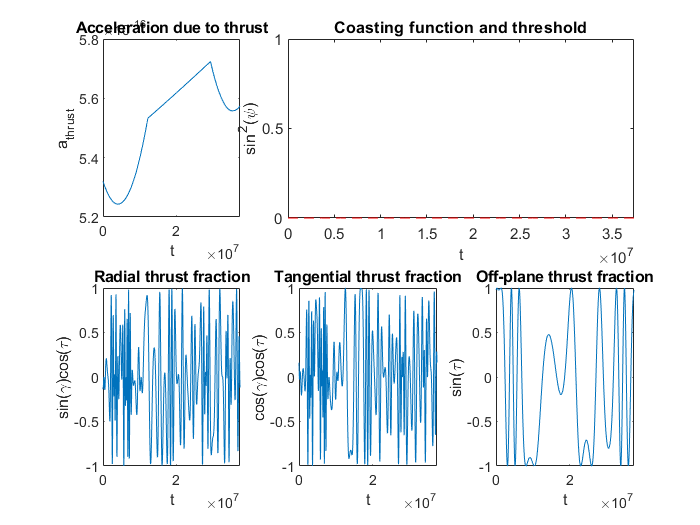 Acceleration due to thrust
5.8
5.6
5.4
5.2
a_thrust
0
2
t
×10^7
Coasting function and threshold
1
0.5
0
sin^2(ψ)
0
0.5
1
1.5
2
2.5
3
3.5
t
×10^7
Radial thrust fraction
1
0.5
0
-0.5
-1
sin(γ)cos(τ)
0
2
t
×10^7
Tangential thrust fraction
1
0.5
0
-0.5
-1
cos(γ)cos(τ)
0
2
t
×10^7
Off-plane thrust fraction
1
0.5
0
-0.5
-1
sin(τ)
0
2
t
×10^7